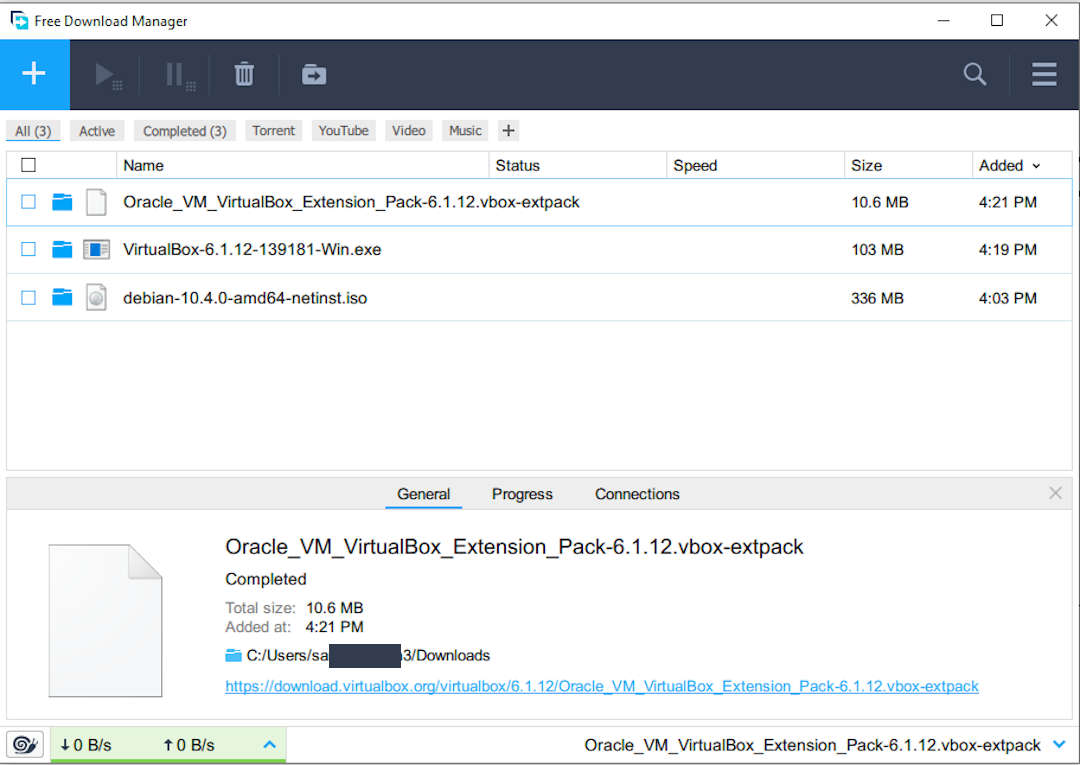 Free Download Manager
All (3) Active Completed (3) Torrent YouTube Video Music +
Name Status Speed Size Added
Oracle_VM_VirtualBox_Extension_Pack-6.1.12.vbox-extpack 10.6 MB 4:21 PM
VirtualBox-6.1.12-139181-Win.exe 103 MB 4:19 PM
debian-10.4.0-amd64-netinst.iso 336 MB 4:03 PM
General Progress Connections
Oracle_VM_VirtualBox_Extension_Pack-6.1.12.vbox-extpack
Completed
Total size: 10.6 MB
Added at: 4:21 PM
C:/Users/sa 3/Downloads
https://download.virtualbox.org/virtualbox/6.1.12/Oracle_VM_VirtualBox_Extension_Pack-6.1.12.vbox-extpack
↓0 B/s ↑0 B/s Oracle_VM_VirtualBox_Extension_Pack-6.1.12.vbox-extpack